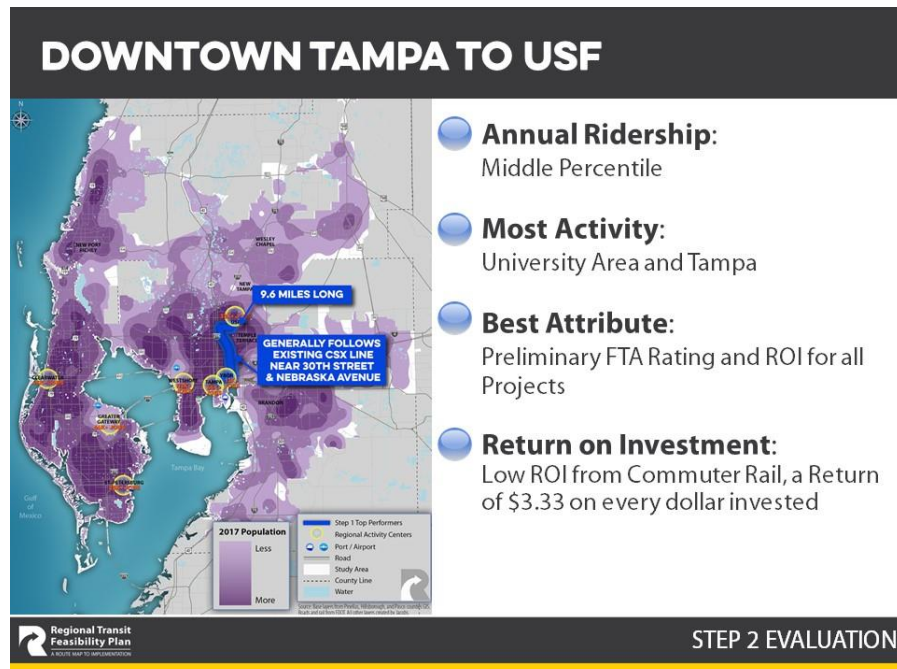 DOWNTOWN TAMPA TO USF
Annual Ridership:
Middle Percentile
Most Activity:
University Area and Tampa
Best Attribute:
Preliminary FTA Rating and ROI for all
Projects
Return on Investment:
Low ROI from Commuter Rail, a Return
of $3.33 on every dollar invested
N
NEW PORT
RICHEY
WESLEY
CHAPEL
NEW
TAMPA
9.6 MILES LONG
USF
TEMPLE
TERRACE
GENERALLY FOLLOWS
EXISTING CSX LINE
NEAR 30TH STREET
& NEBRASKA AVENUE
CLEARWATER
WESTSHORE
TAMPA
YBOR
BRANDON
GREATER
GATEWAY
ST. PETERSBURG
Tampa Bay
Gulf
of
Mexico
2017 Population
Less
More
Step 1 Top Performers
Regional Activity Centers
Port / Airport
Road
Study Area
County Line
Water
Regional Transit
Feasibility Plan
A ROUTE MAP TO IMPLEMENTATION
STEP 2 EVALUATION